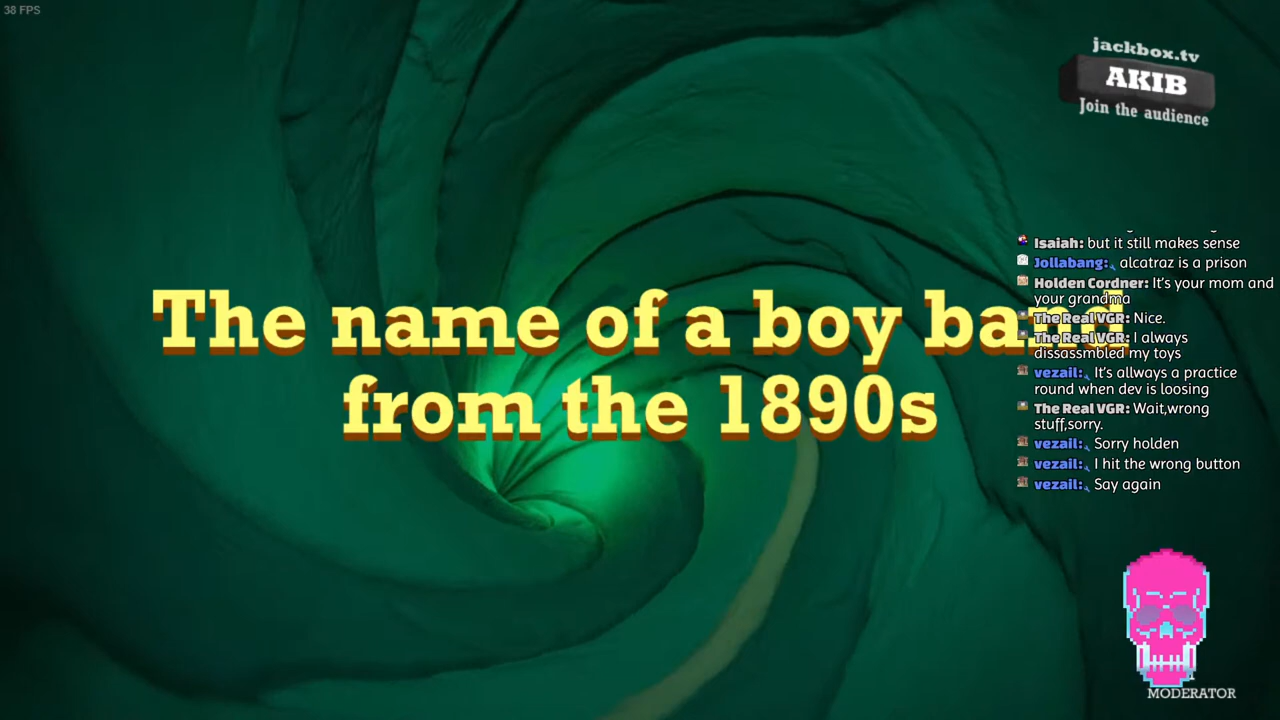 38 FPS
jackbox.tv
AKIB
Join the audience
The name of a boy band
from the 1890s
Isaiah: but it still makes sense
Jollabang: alcatraz is a prison
Holden Cordner: It's your mom and
your grandma
The Real VGR: Nice.
The Real VGR: I always
dissassmbled my toys
vezail: It's allways a practice
round when dev is loosing
The Real VGR: Wait,wrong
stuff,sorry.
vezail: Sorry holden
vezail: I hit the wrong button
vezail: Say again
MODERATOR